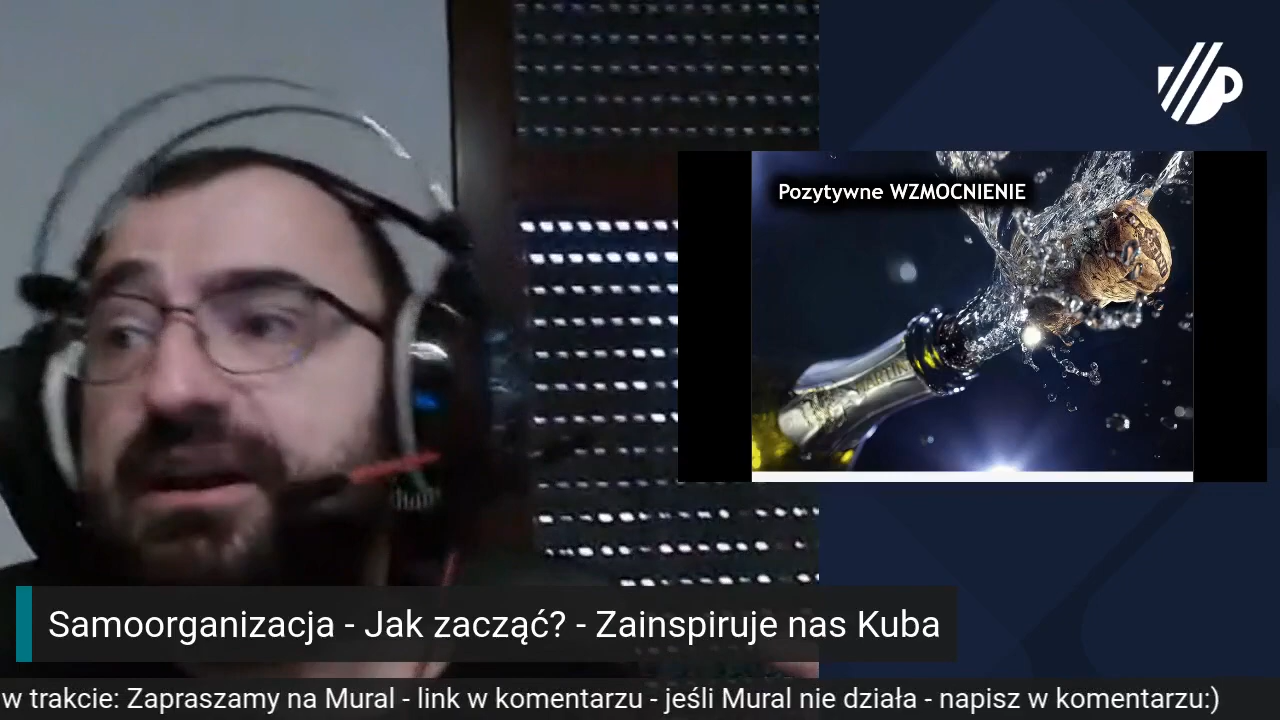 Pozytywne WZMOCNIENIE
Samoorganizacja - Jak zacząć? - Zainspiruje nas Kuba
w trakcie: Zapraszamy na Mural - link w komentarzu - jeśli Mural nie działa - napisz w komentarzu:)